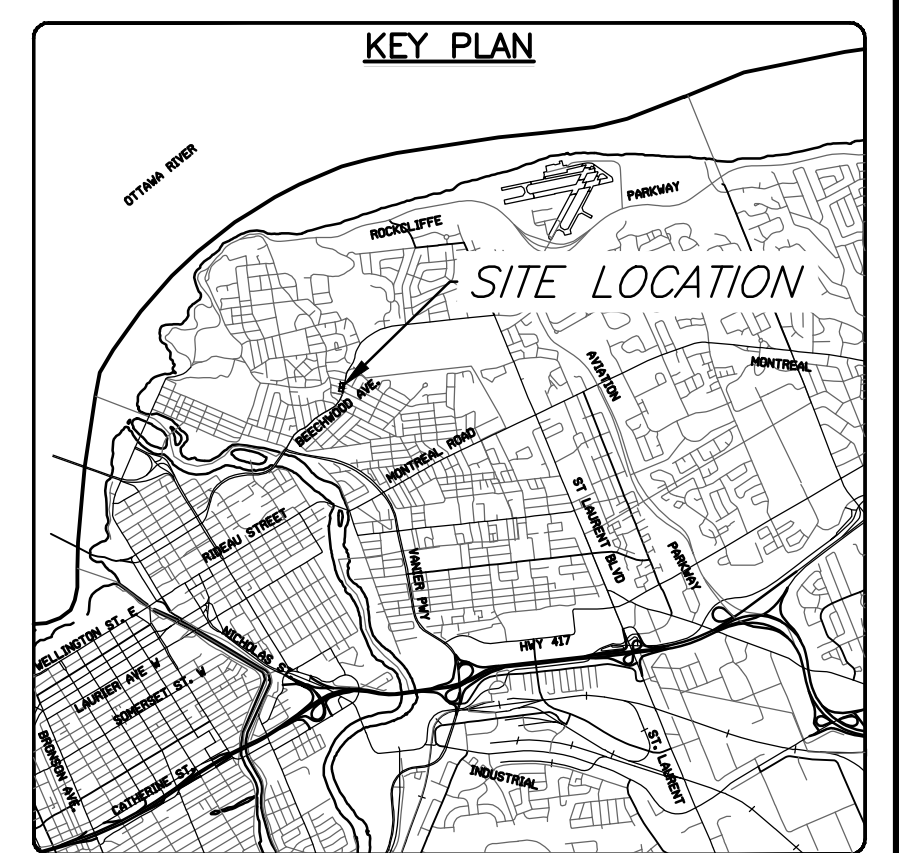 KEY PLAN
OTTAWA RIVER
PARKWAY
ROCKCLIFFE
SITE LOCATION
AVIATION
MONTREAL
BEECHWOOD AVE.
MONTREAL ROAD
ST LAURENT BLVD
RIDEAU STREET
VANIER PWY
PARKWAY
WELLINGTON ST. E
NICHOLAS ST.
HWY 417
LAURIER AVE W
SOMERSET ST. W
BRONSON AVE.
ST. LAURENT
CATHERINE ST.
INDUSTRIAL